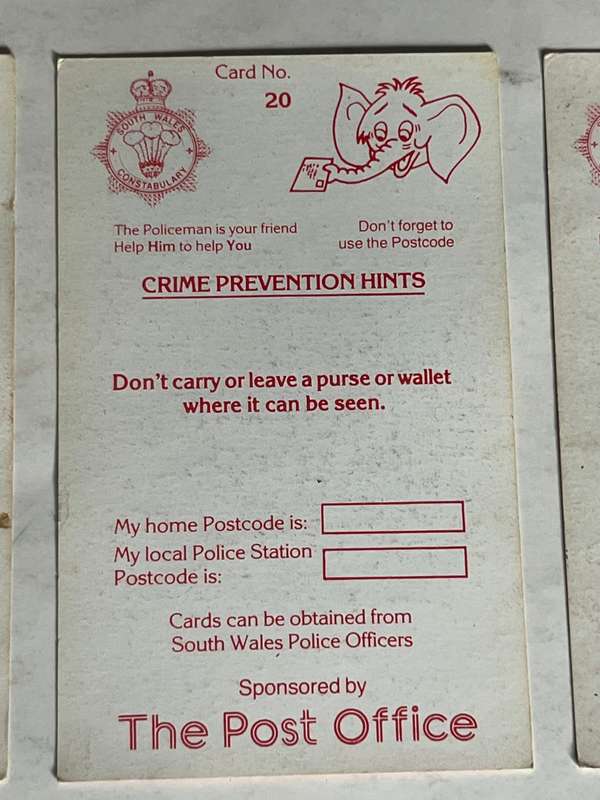 Card No.
20
SOUTH WALES
CONSTABULARY
The Policeman is your friend
Help Him to help You
Don't forget to
use the Postcode
CRIME PREVENTION HINTS
Don't carry or leave a purse or wallet
where it can be seen.
My home Postcode is:
My local Police Station
Postcode is:
Cards can be obtained from
South Wales Police Officers
Sponsored by
The Post Office